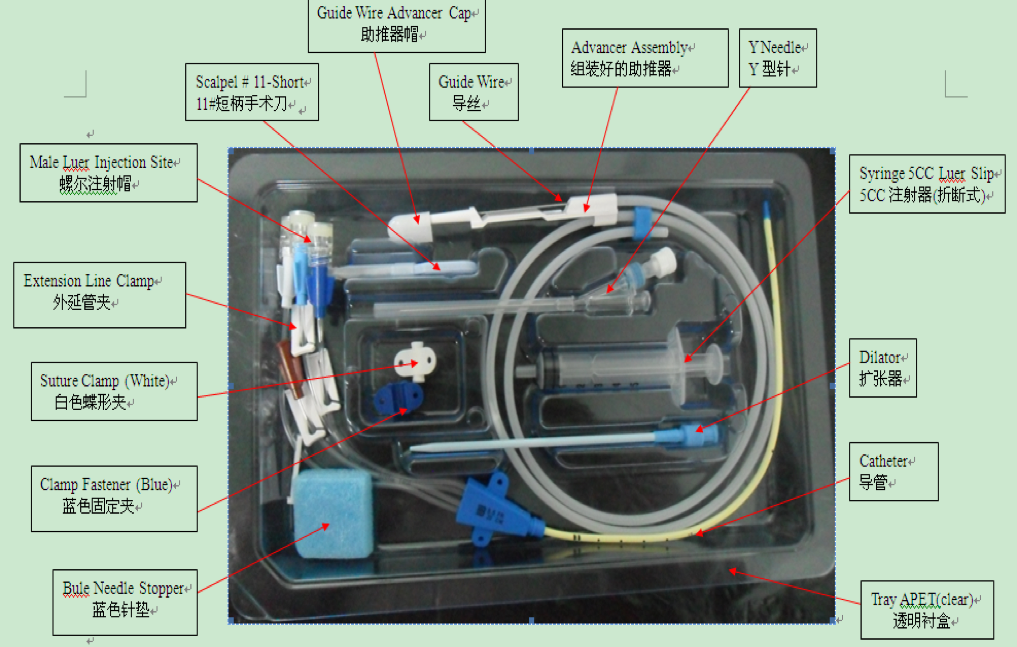 Guide Wire Advancer Cap
助推器帽
Advancer Assembly
组装好的助推器
Y Needle
Y 型针
Scalpel # 11-Short
11#短柄手术刀
Guide Wire
导丝
Male Luer Injection Site
螺尔注射帽
Syringe 5CC Luer Slip
5CC 注射器(折断式)
Extension Line Clamp
外延管夹
Suture Clamp (White)
白色蝶形夹
Dilator
扩张器
Clamp Fastener (Blue)
蓝色固定夹
Catheter
导管
Bule Needle Stopper
蓝色针垫
Tray APET(clear)
透明衬盒